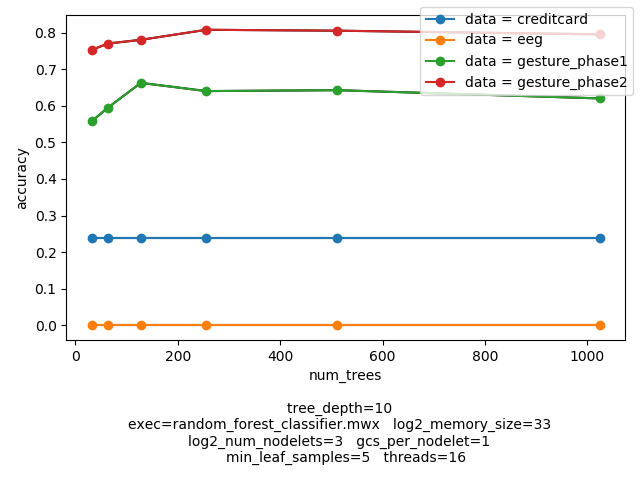 data = creditcard
data = eeg
data = gesture_phase1
data = gesture_phase2
accuracy
0.8
0.7
0.6
0.5
0.4
0.3
0.2
0.1
0.0
0 200 400 600 800 1000
num_trees
tree_depth=10
exec=random_forest_classifier.mwx log2_memory_size=33
log2_num_nodelets=3 gcs_per_nodelet=1
min_leaf_samples=5 threads=16